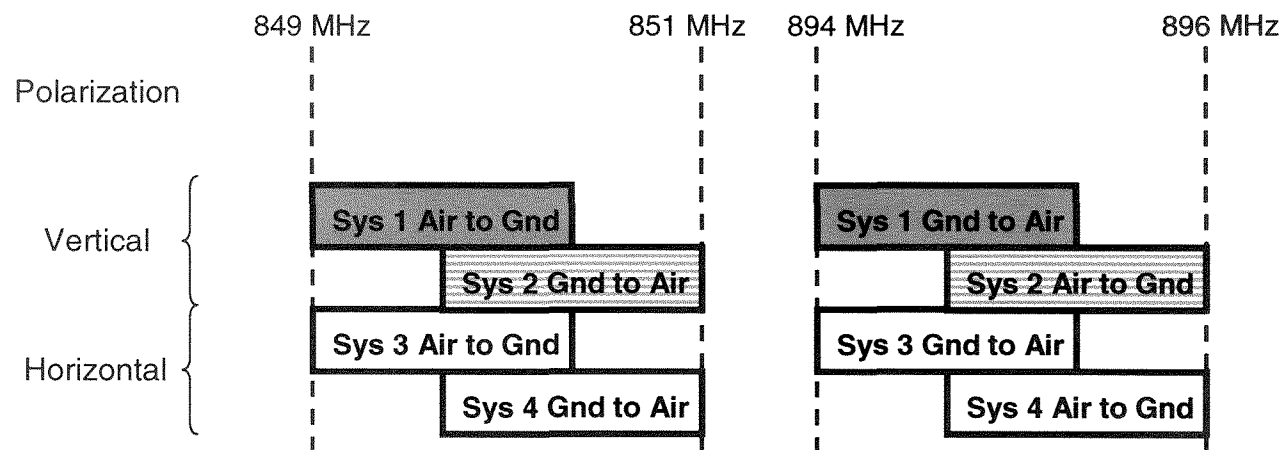 849 MHz 851 MHz 894 MHz 896 MHz
Polarization
Sys 1 Air to Gnd Sys 1 Gnd to Air
Vertical
Sys 2 Gnd to Air Sys 2 Air to Gnd
Sys 3 Air to Gnd Sys 3 Gnd to Air
Horizontal
Sys 4 Gnd to Air Sys 4 Air to Gnd